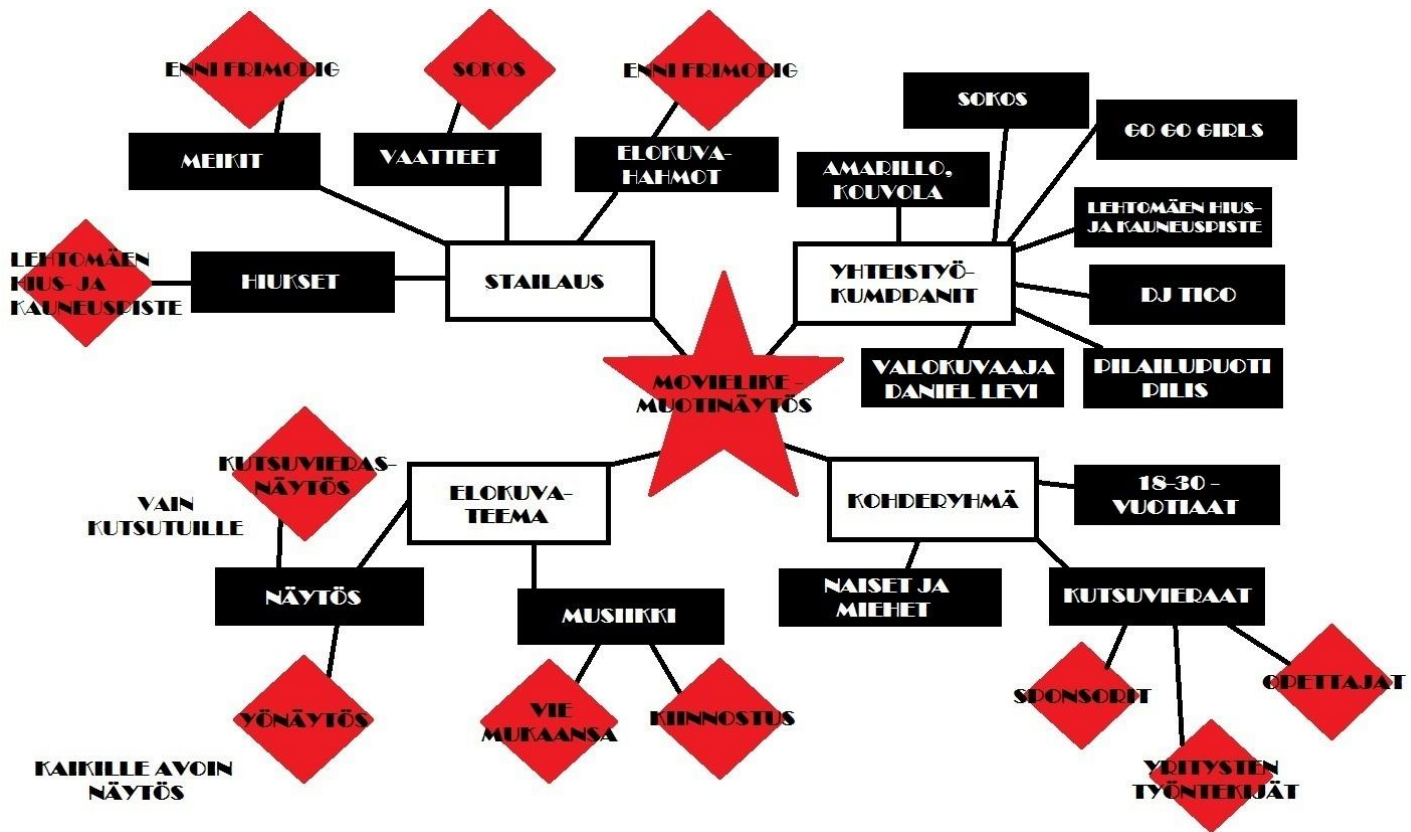 ENNI FRIMODIG
SOKOS
ENNI FRIMODIG
MEIKIT
VAATTEET
ELOKUVA-
HAHMOT
LEHTOMÄEN
HIUS- JA
KAUNEUSPISTE
HIUKSET
STAILAUS
SOKOS
GO GO GIRLS
AMARILLO,
KOUVOLA
LEHTOMÄEN HIUS-
JA KAUNEUSPISTE
YHTEISTYÖ-
KUMPPANIT
DJ TICO
VALOKUVAAJA
DANIEL LEVI
PILAILUPUOTI
PILIS
MOVIELIKE -
MUOTINÄYTÖS
KUTSUVIERAS-
NÄYTÖS
VAIN
KUTSUTUILLE
ELOKUVA-
TEEMA
NÄYTÖS
MUSIIKKI
YÖNÄYTÖS
VIE
MUKAANSA
KIINNOSTUS
KAIKILLE AVOIN
NÄYTÖS
KOHDERYHMÄ
18-30 -
VUOTIAAT
NAISET JA
MIEHET
KUTSUVIERAAT
SPONSORIT
OPETTAJAT
YRITYSTEN
TYÖNTEKIJÄT